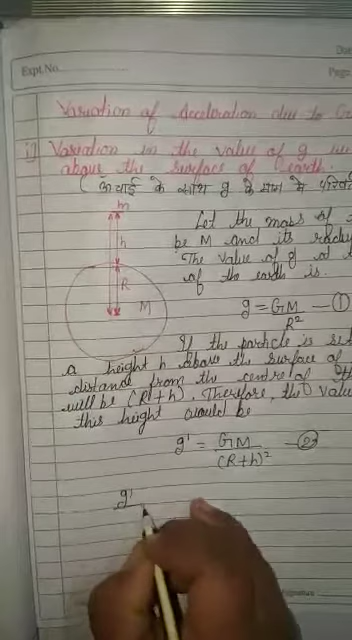 Expt.No.
Page
Variation of Acceleration due to
i) Variation in the value of g
above the surface of earth.
(ऊंचाई के साथ g के मान में
m
h
R
M
Let the mass of
be M and its
The value of g at
of the earth is.
g = GM/R² — ①
If the particle is
a height h above the surface of
distance from the centre of
will be (R+h). Therefore, the
this height would be
g' = GM/(R+h)² — ②
g'